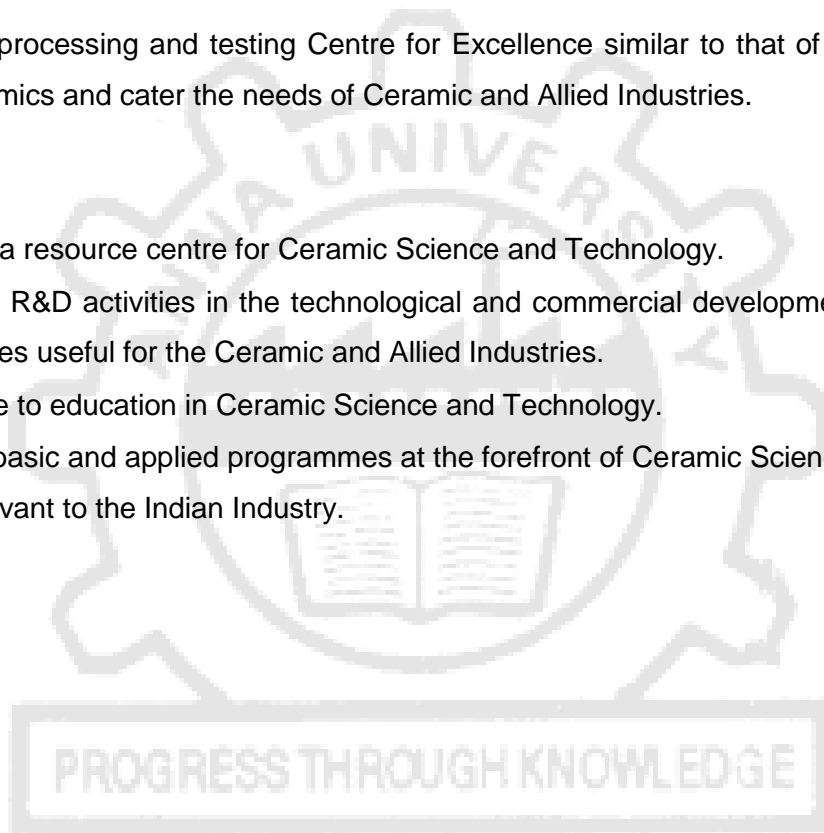 processing and testing Centre for Excellence similar to that of
mics and cater the needs of Ceramic and Allied Industries.
ANNA UNIVERSITY
a resource centre for Ceramic Science and Technology.
R&D activities in the technological and commercial developme
es useful for the Ceramic and Allied Industries.
e to education in Ceramic Science and Technology.
basic and applied programmes at the forefront of Ceramic Scien
vant to the Indian Industry.
PROGRESS THROUGH KNOWLEDGE